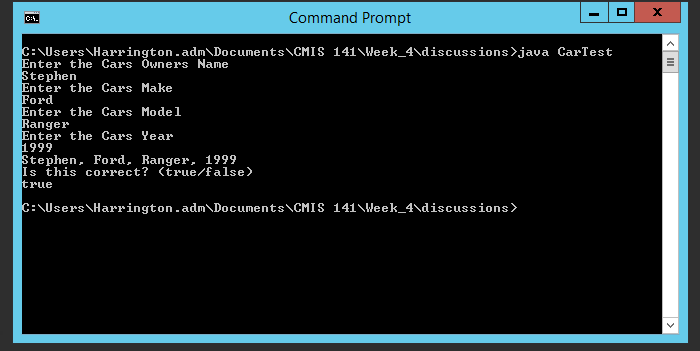 Command Prompt
C:\Users\Harrington.adm\Documents\CMIS 141\Week_4\discussions>java CarTest
Enter the Cars Owners Name
Stephen
Enter the Cars Make
Ford
Enter the Cars Model
Ranger
Enter the Cars Year
1999
Stephen, Ford, Ranger, 1999
Is this correct? (true/false)
true
C:\Users\Harrington.adm\Documents\CMIS 141\Week_4\discussions>